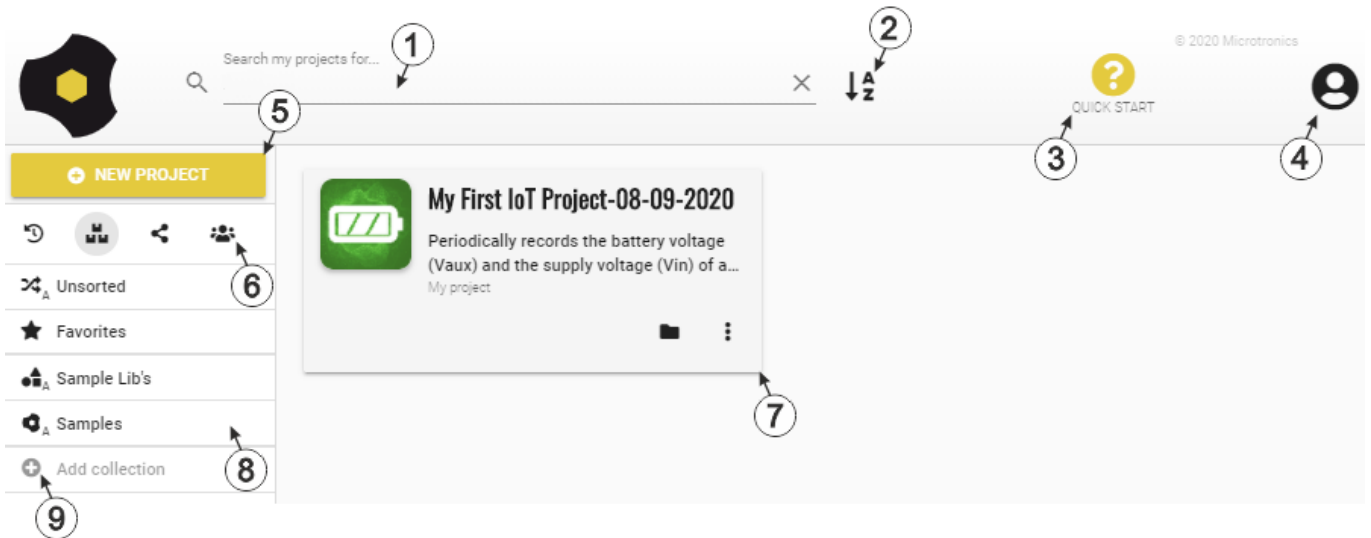 1
2
© 2020 Microtronics
Search my projects for...
A
Z
?
QUICK START
5
3
4
NEW PROJECT
My First IoT Project-08-09-2020
Periodically records the battery voltage
(Vaux) and the supply voltage (Vin) of a...
My project
6
A Unsorted
Favorites
A Sample Lib's
7
A Samples
8
Add collection
9